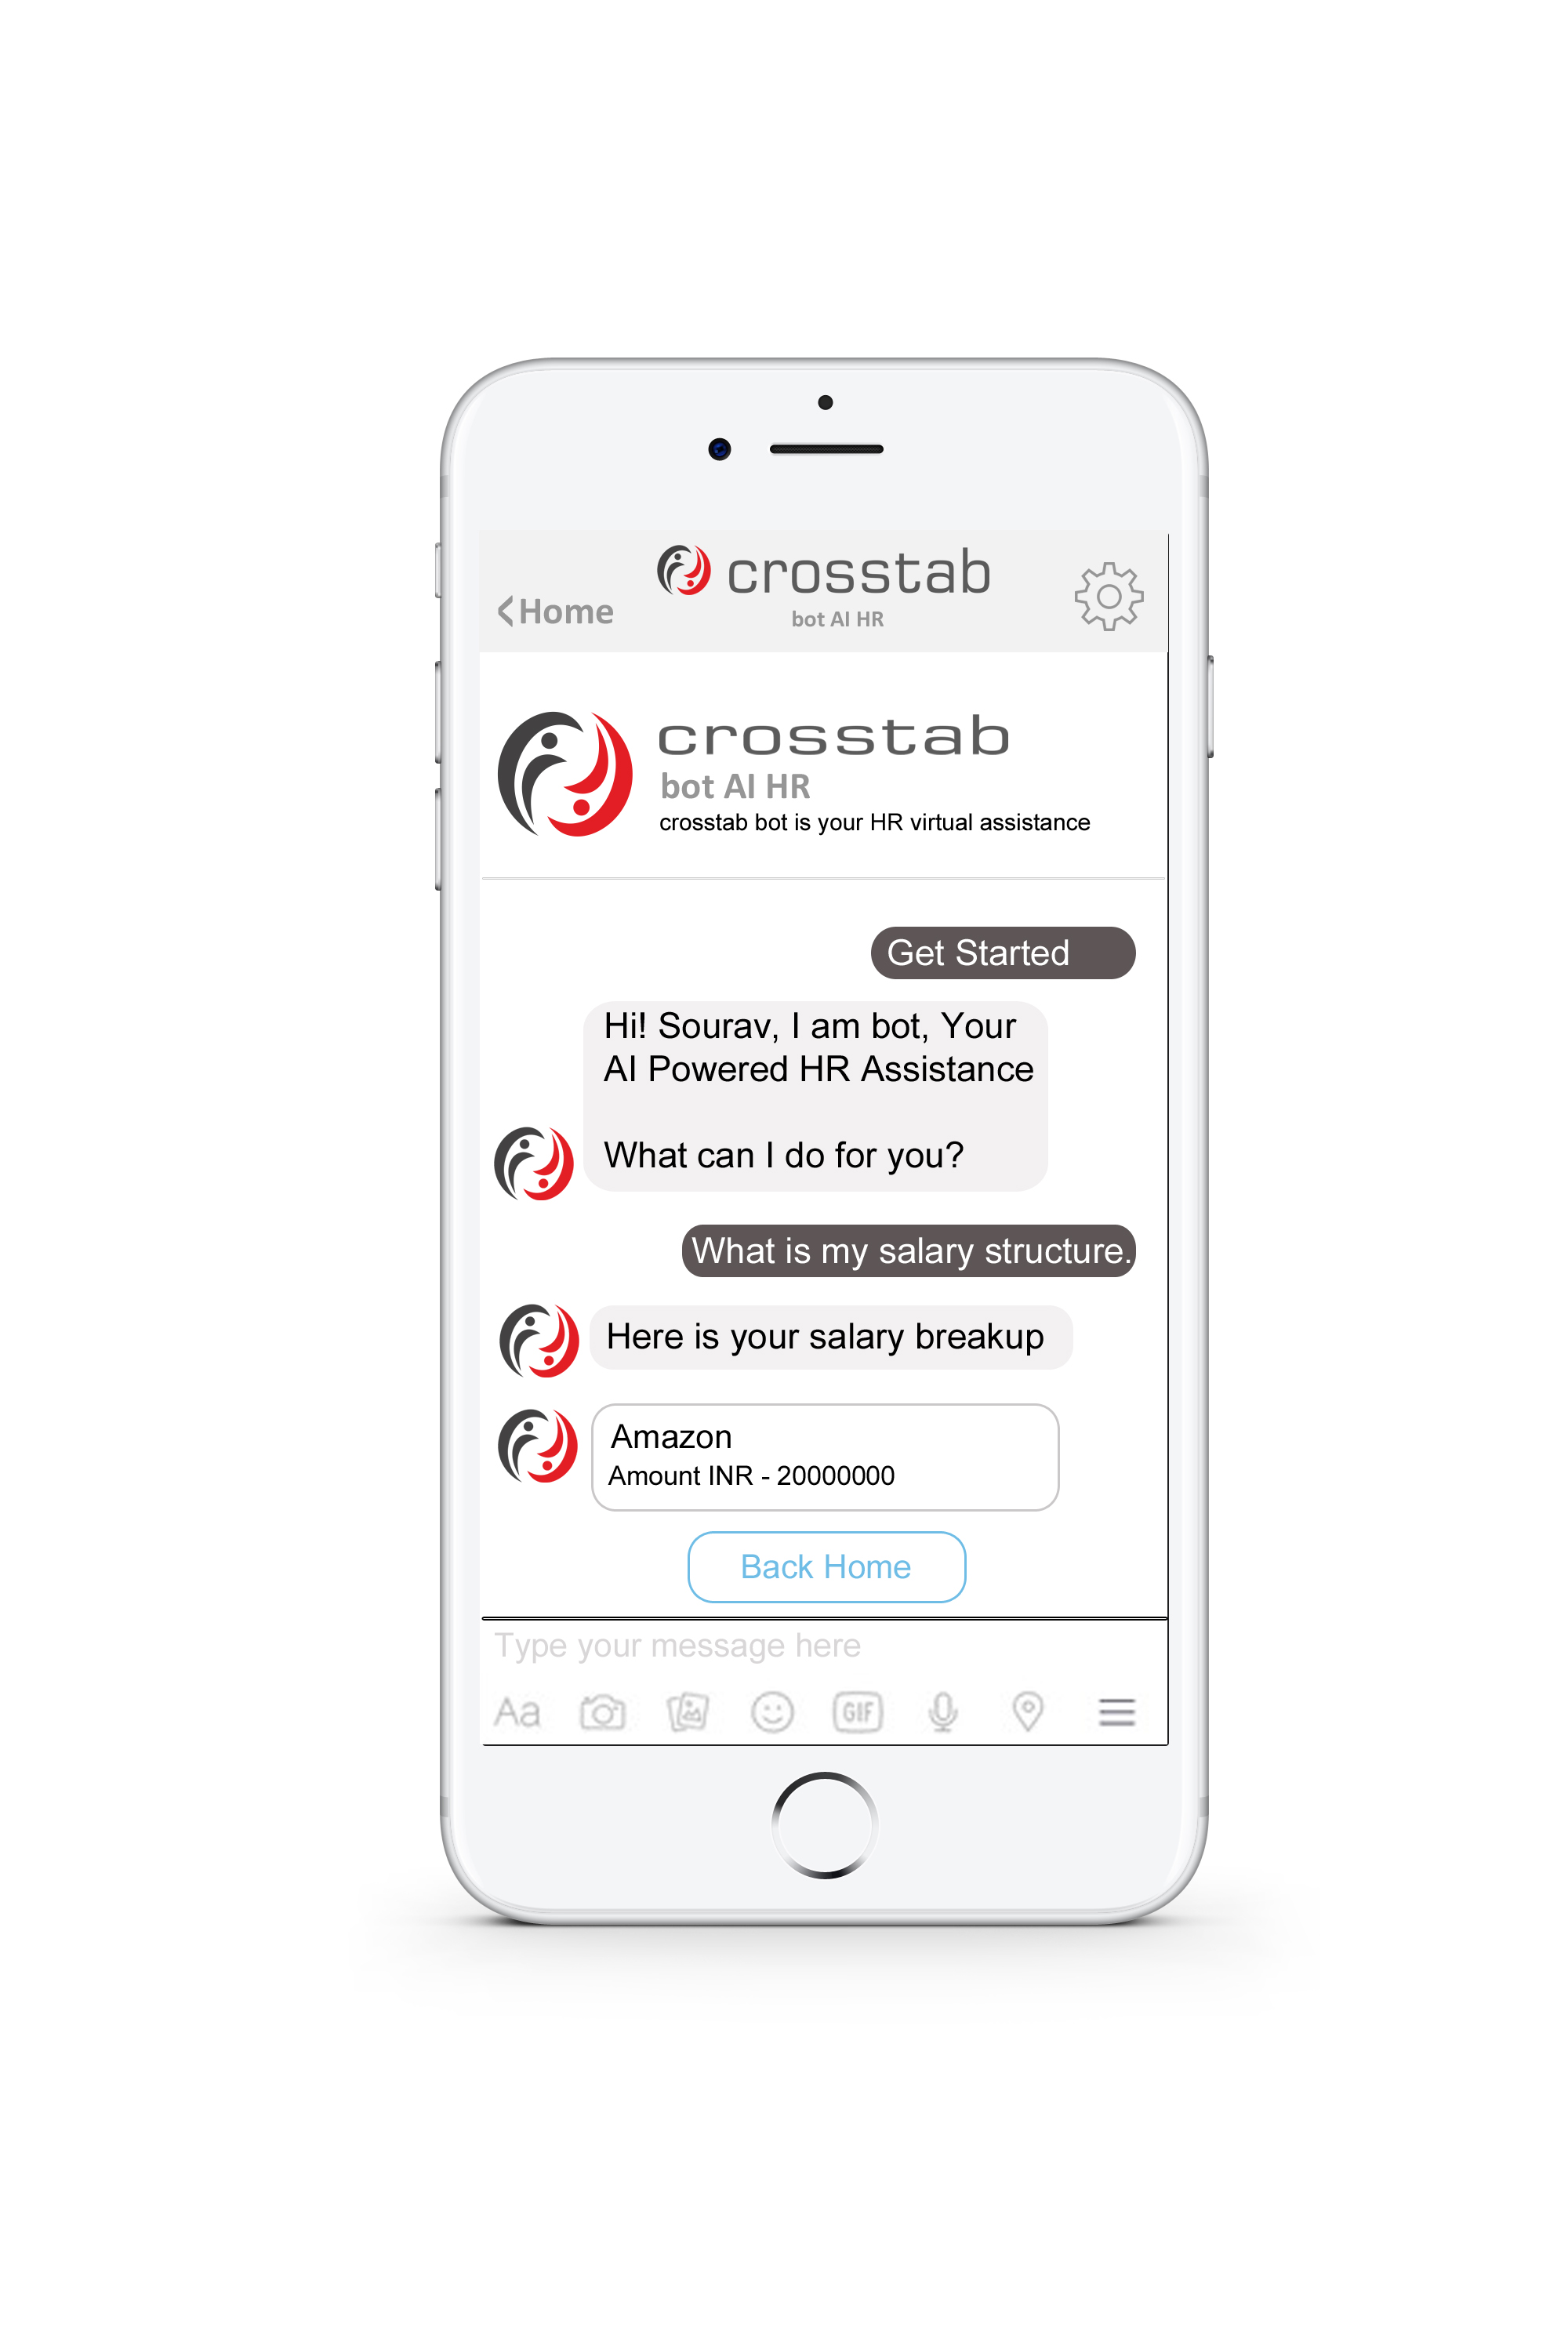 crosstab
Home
bot AI HR
crosstab
bot AI HR
crosstab bot is your HR virtual assistance
Get Started
Hi! Sourav, I am bot, Your
AI Powered HR Assistance
What can I do for you?
What is my salary structure.
Here is your salary breakup
Amazon
Amount INR - 20000000
Back Home
Type your message here
Aa
GIF